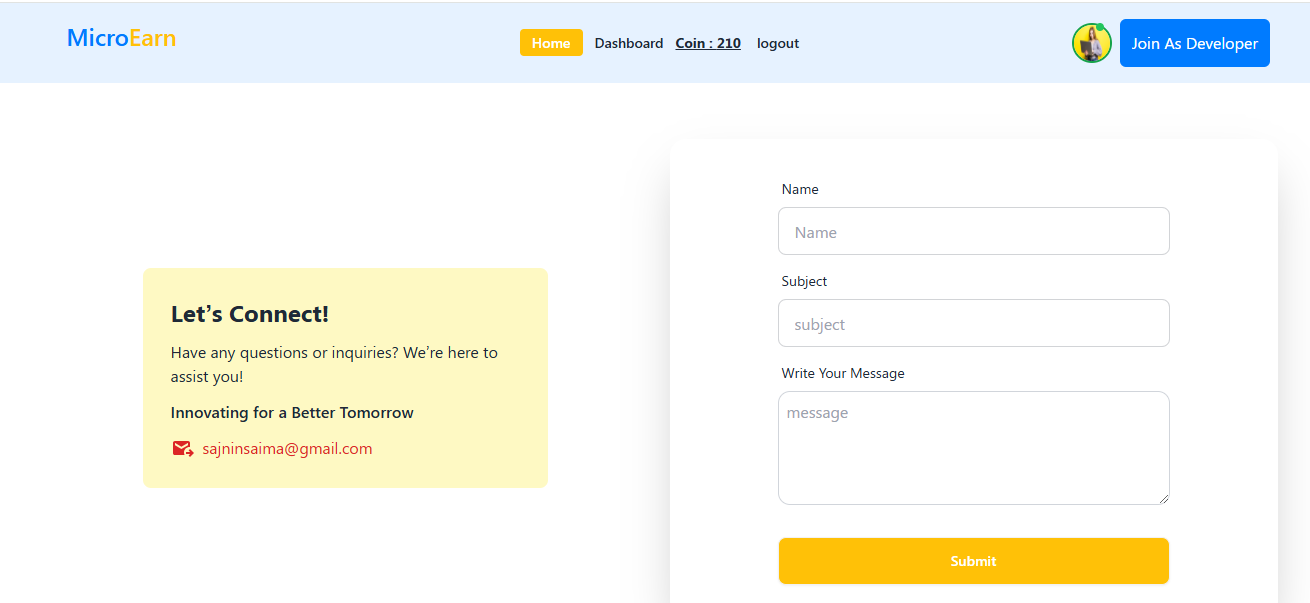 MicroEarn
Home Dashboard Coin : 210 logout
Join As Developer
Let's Connect!
Have any questions or inquiries? We're here to
assist you!
Innovating for a Better Tomorrow
sajninsaima@gmail.com
Name
Name
Subject
subject
Write Your Message
message
Submit